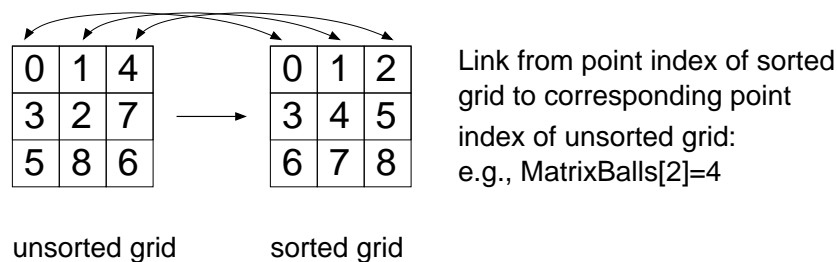 0 1 4
3 2 7
5 8 6
unsorted grid
0 1 2
3 4 5
6 7 8
sorted grid
Link from point index of sorted
grid to corresponding point
index of unsorted grid:
e.g., MatrixBalls[2]=4